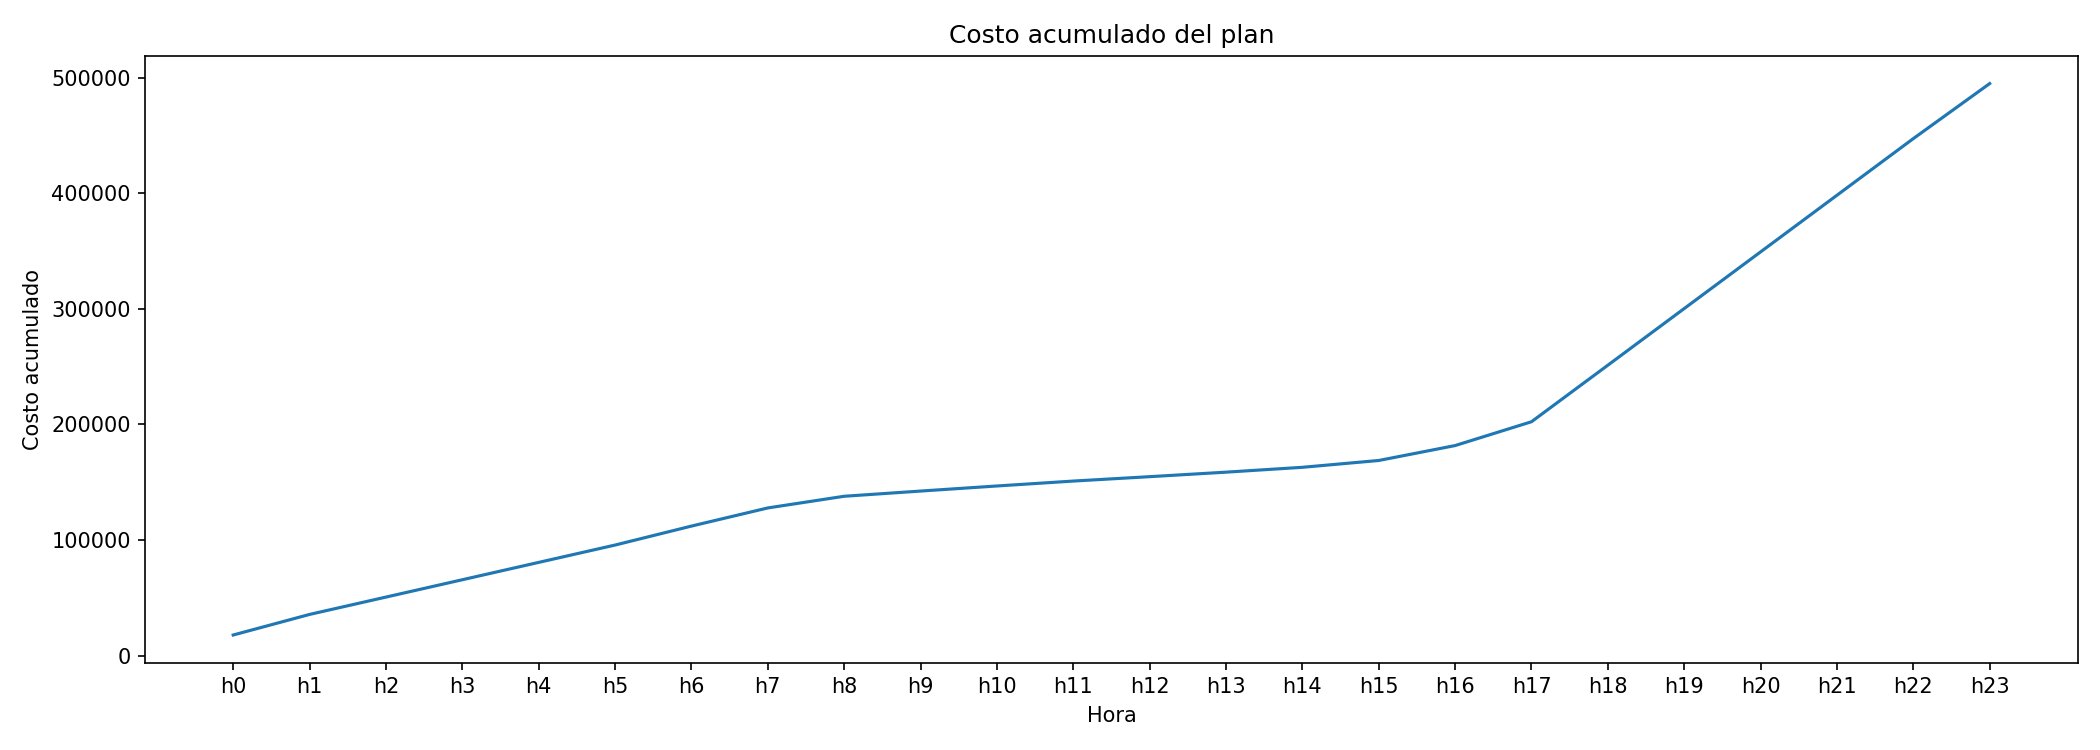 Costo acumulado del plan
Costo acumulado
500000
400000
300000
200000
100000
0
h0 h1 h2 h3 h4 h5 h6 h7 h8 h9 h10 h11 h12 h13 h14 h15 h16 h17 h18 h19 h20 h21 h22 h23
Hora